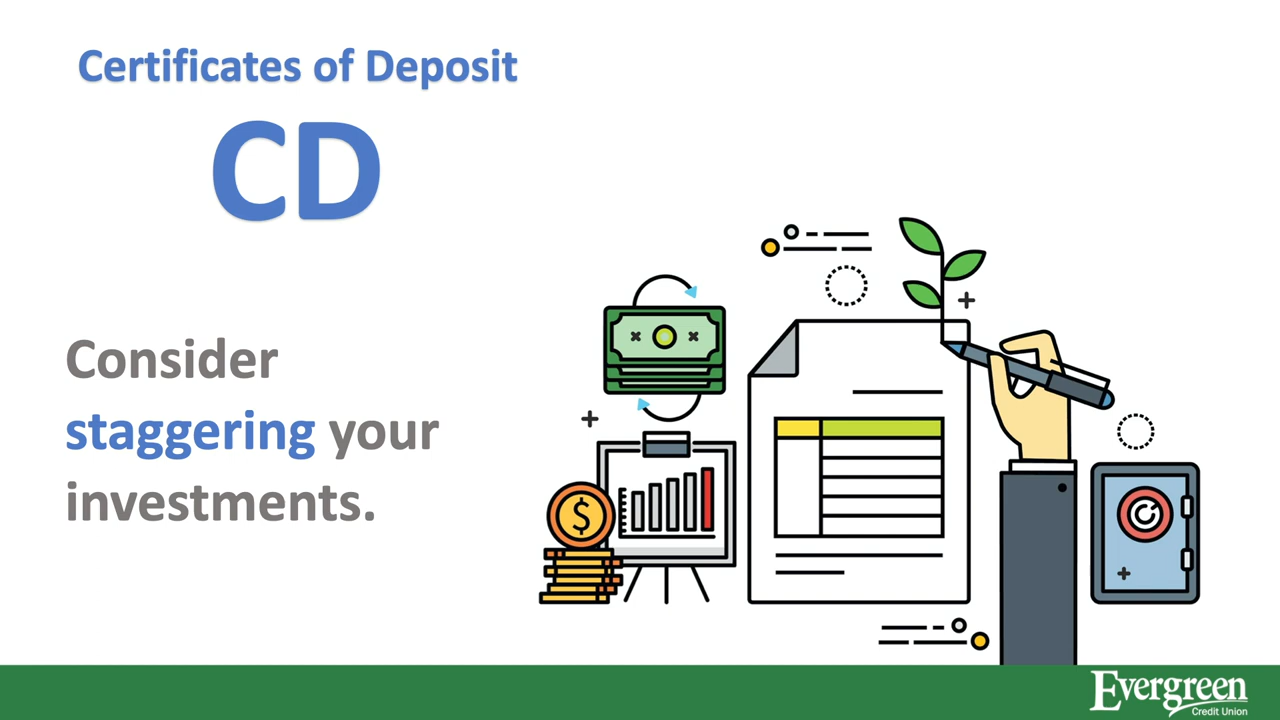 Certificates of Deposit
CD
Consider
staggering your
investments.
$
Evergreen
Credit Union